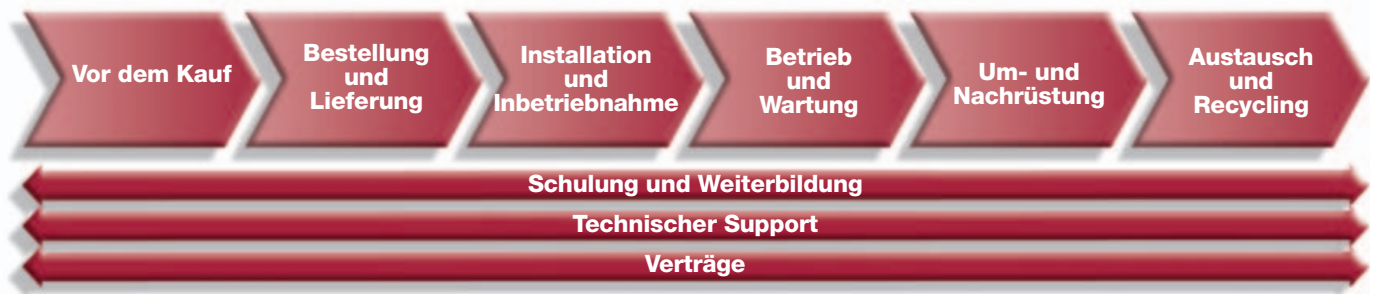 Vor dem Kauf
Bestellung
und
Lieferung
Installation
und
Inbetriebnahme
Betrieb
und
Wartung
Um- und
Nachrüstung
Austausch
und
Recycling
Schulung und Weiterbildung
Technischer Support
Verträge